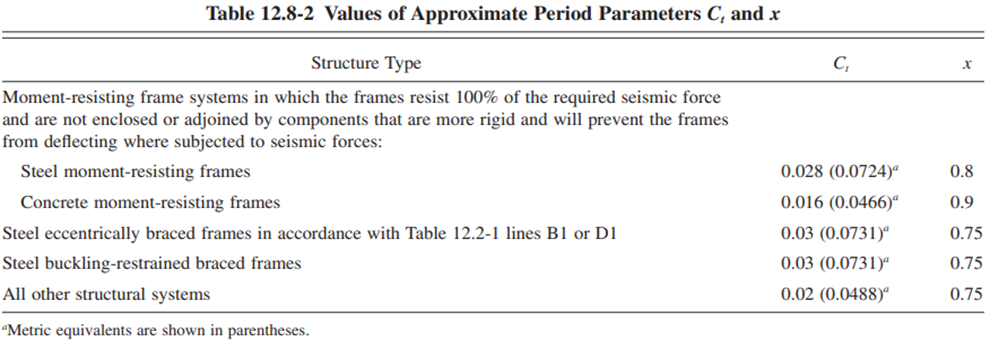 Table 12.8-2 Values of Approximate Period Parameters Ct and x
Structure Type Ct x
Moment-resisting frame systems in which the frames resist 100% of the required seismic force
and are not enclosed or adjoined by components that are more rigid and will prevent the frames
from deflecting where subjected to seismic forces:
Steel moment-resisting frames 0.028 (0.0724)a 0.8
Concrete moment-resisting frames 0.016 (0.0466)a 0.9
Steel eccentrically braced frames in accordance with Table 12.2-1 lines B1 or D1 0.03 (0.0731)a 0.75
Steel buckling-restrained braced frames 0.03 (0.0731)a 0.75
All other structural systems 0.02 (0.0488)a 0.75
aMetric equivalents are shown in parentheses.